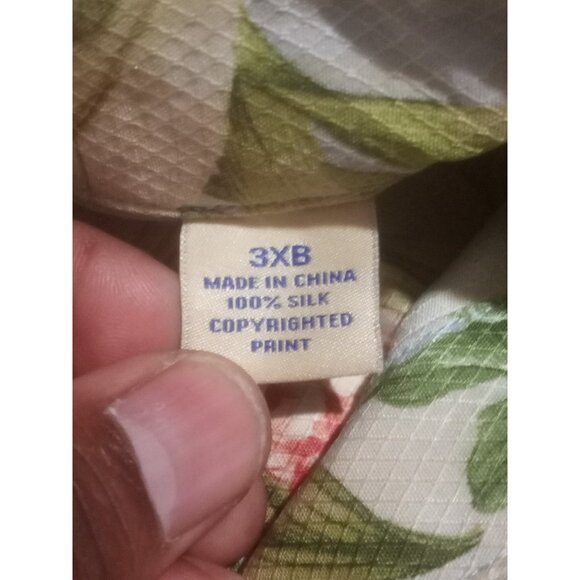 3XB
MADE IN CHINA
100% SILK
COPYRIGHTED
PRINT